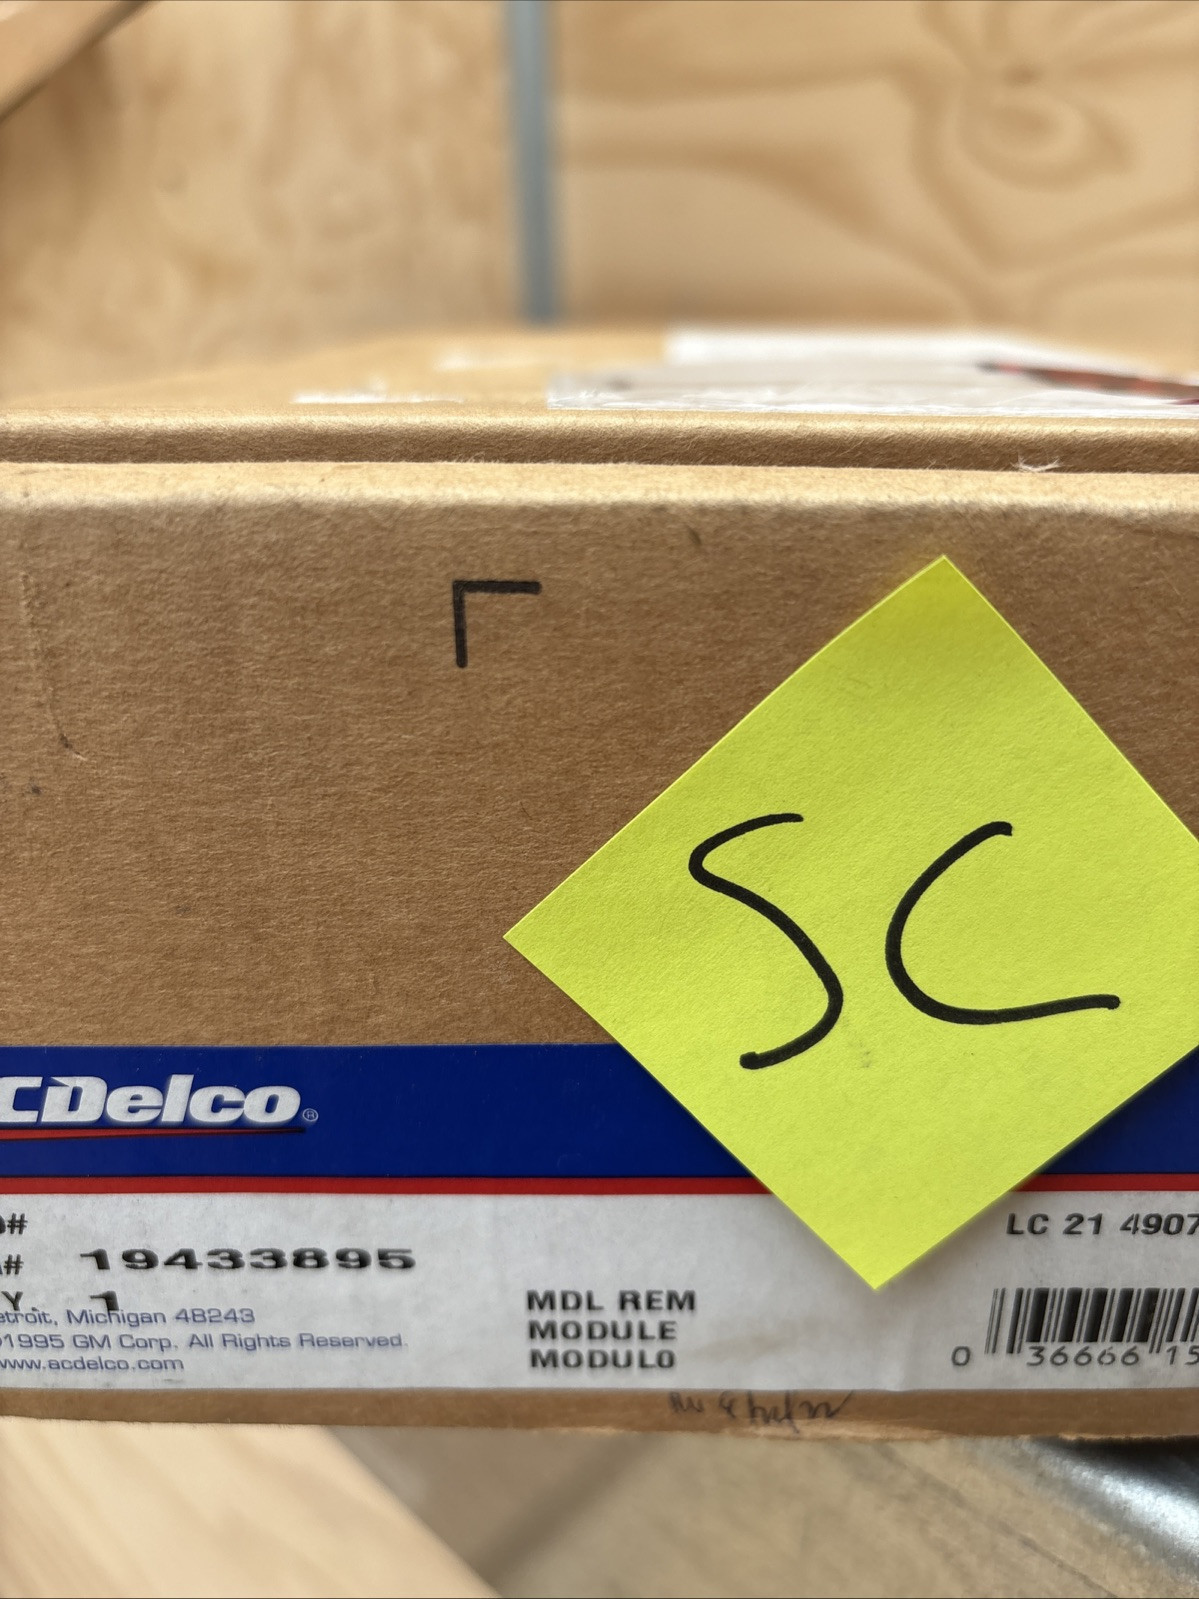 SC
CDelco®
#
# 19433895
Y. 1
etroit, Michigan 48243
©1995 GM Corp. All Rights Reserved.
www.acdelco.com
MDL REM
MODULE
MODULO
LC 21 4907
0 36666 15